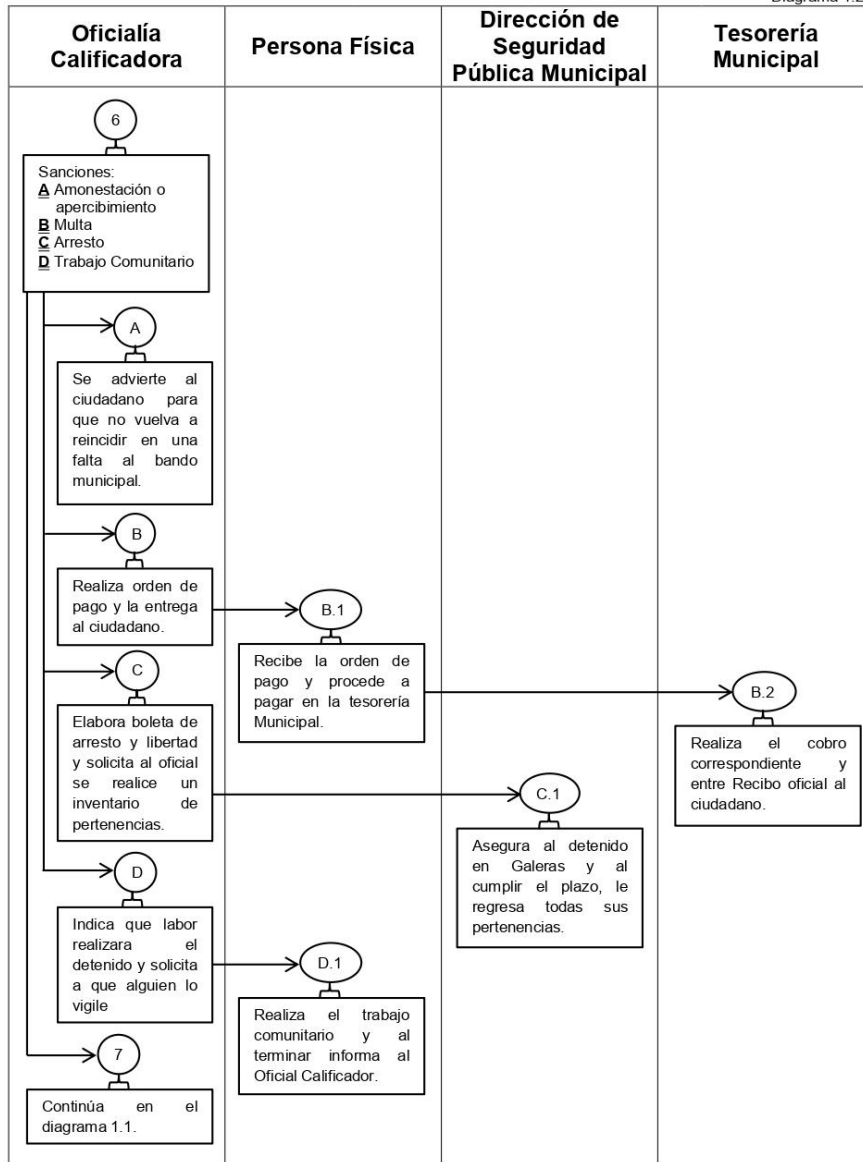 Diagrama 1.2
Oficialía
Calificadora
Persona Física
Dirección de
Seguridad
Pública Municipal
Tesorería
Municipal
6
Sanciones:
A Amonestación o
apercibimiento
B Multa
C Arresto
D Trabajo Comunitario
A
Se advierte al
ciudadano para
que no vuelva a
reincidir en una
falta al bando
municipal.
B
Realiza orden de
pago y la entrega
al ciudadano.
B.1
Recibe la orden de
pago y procede a
pagar en la tesorería
Municipal.
B.2
Realiza el cobro
correspondiente y
entre Recibo oficial al
ciudadano.
C
Elabora boleta de
arresto y libertad
y solicita al oficial
se realice un
inventario de
pertenencias.
C.1
Asegura al detenido
en Galeras y al
cumplir el plazo, le
regresa todas sus
pertenencias.
D
Indica que labor
realizara el
detenido y solicita
a que alguien lo
vigile
D.1
Realiza el trabajo
comunitario y al
terminar informa al
Oficial Calificador.
7
Continúa en el
diagrama 1.1.